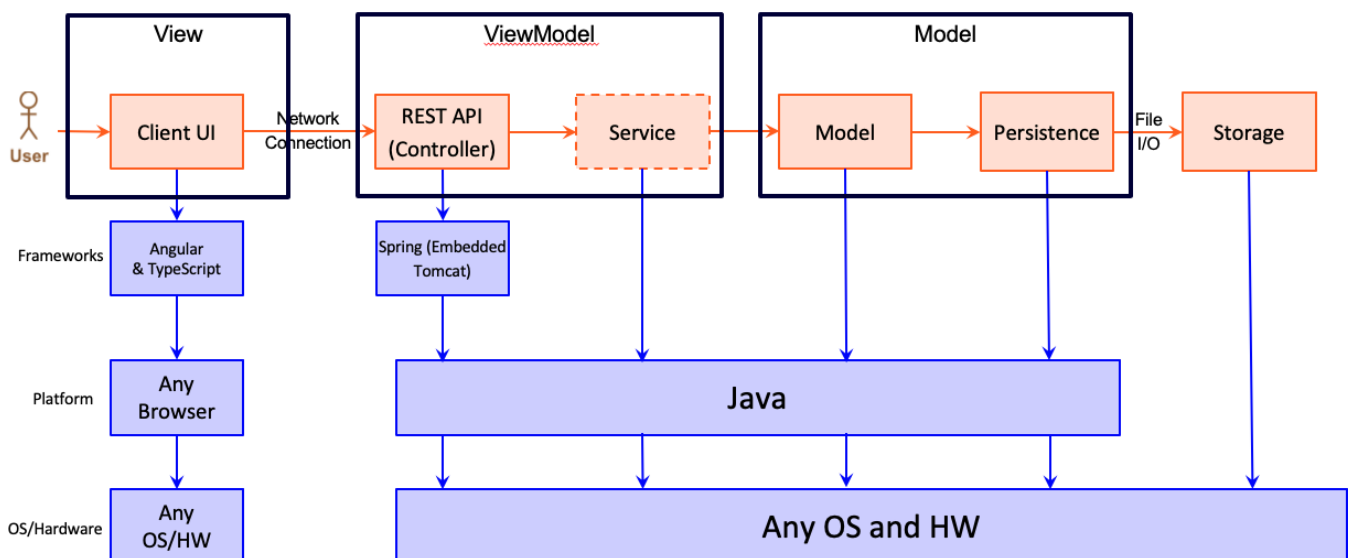 View
ViewModel
Model
User
Client UI
Network
Connection
REST API
(Controller)
Service
Model
Persistence
File
I/O
Storage
Frameworks
Angular
& TypeScript
Spring (Embedded
Tomcat)
Platform
Any
Browser
Java
OS/Hardware
Any
OS/HW
Any OS and HW